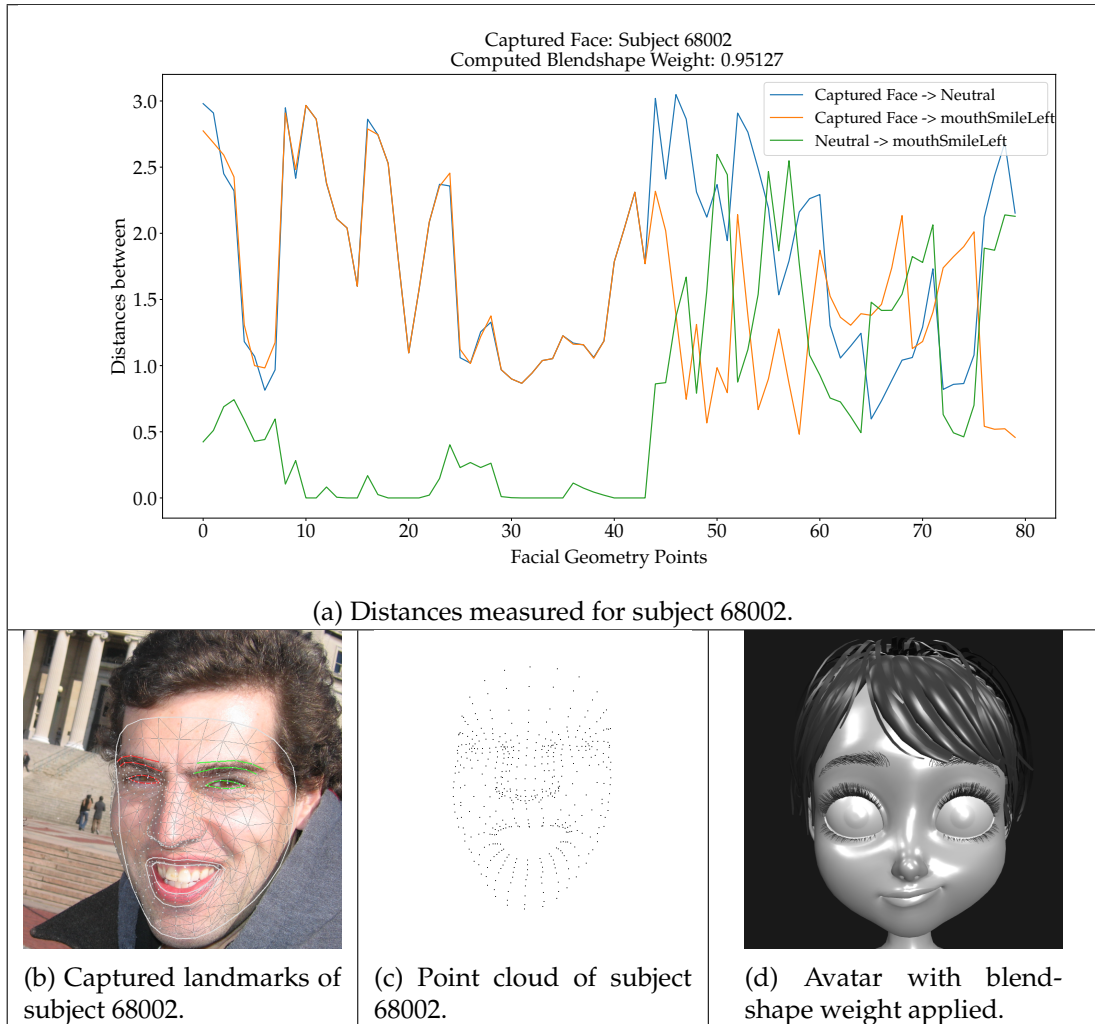 Captured Face: Subject 68002
Computed Blendshape Weight: 0.95127
Captured Face -> Neutral
Captured Face -> mouthSmileLeft
Neutral -> mouthSmileLeft
Distances between
3.0
2.5
2.0
1.5
1.0
0.5
0.0
0 10 20 30 40 50 60 70 80
Facial Geometry Points
(a) Distances measured for subject 68002.
(b) Captured landmarks of
subject 68002.
(c) Point cloud of subject
68002.
(d) Avatar with blend-
shape weight applied.